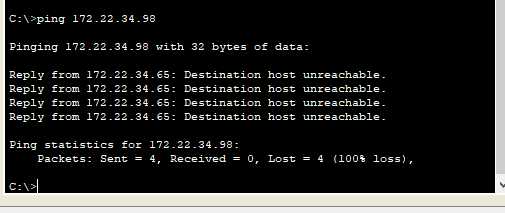 C:\>ping 172.22.34.98
Pinging 172.22.34.98 with 32 bytes of data:
Reply from 172.22.34.65: Destination host unreachable.
Reply from 172.22.34.65: Destination host unreachable.
Reply from 172.22.34.65: Destination host unreachable.
Reply from 172.22.34.65: Destination host unreachable.
Ping statistics for 172.22.34.98:
Packets: Sent = 4, Received = 0, Lost = 4 (100% loss),
C:\>